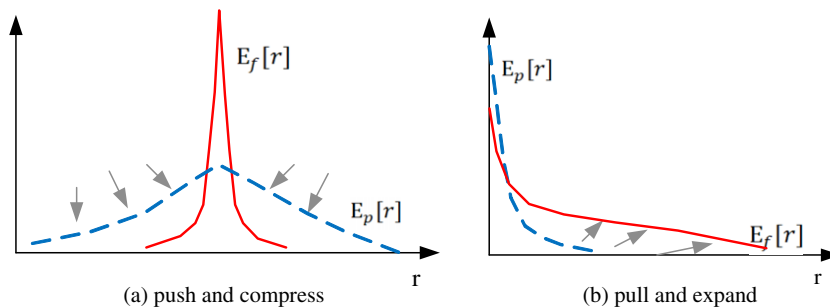 E_f[r]
E_p[r]
r
(a) push and compress
E_p[r]
E_f[r]
r
(b) pull and expand